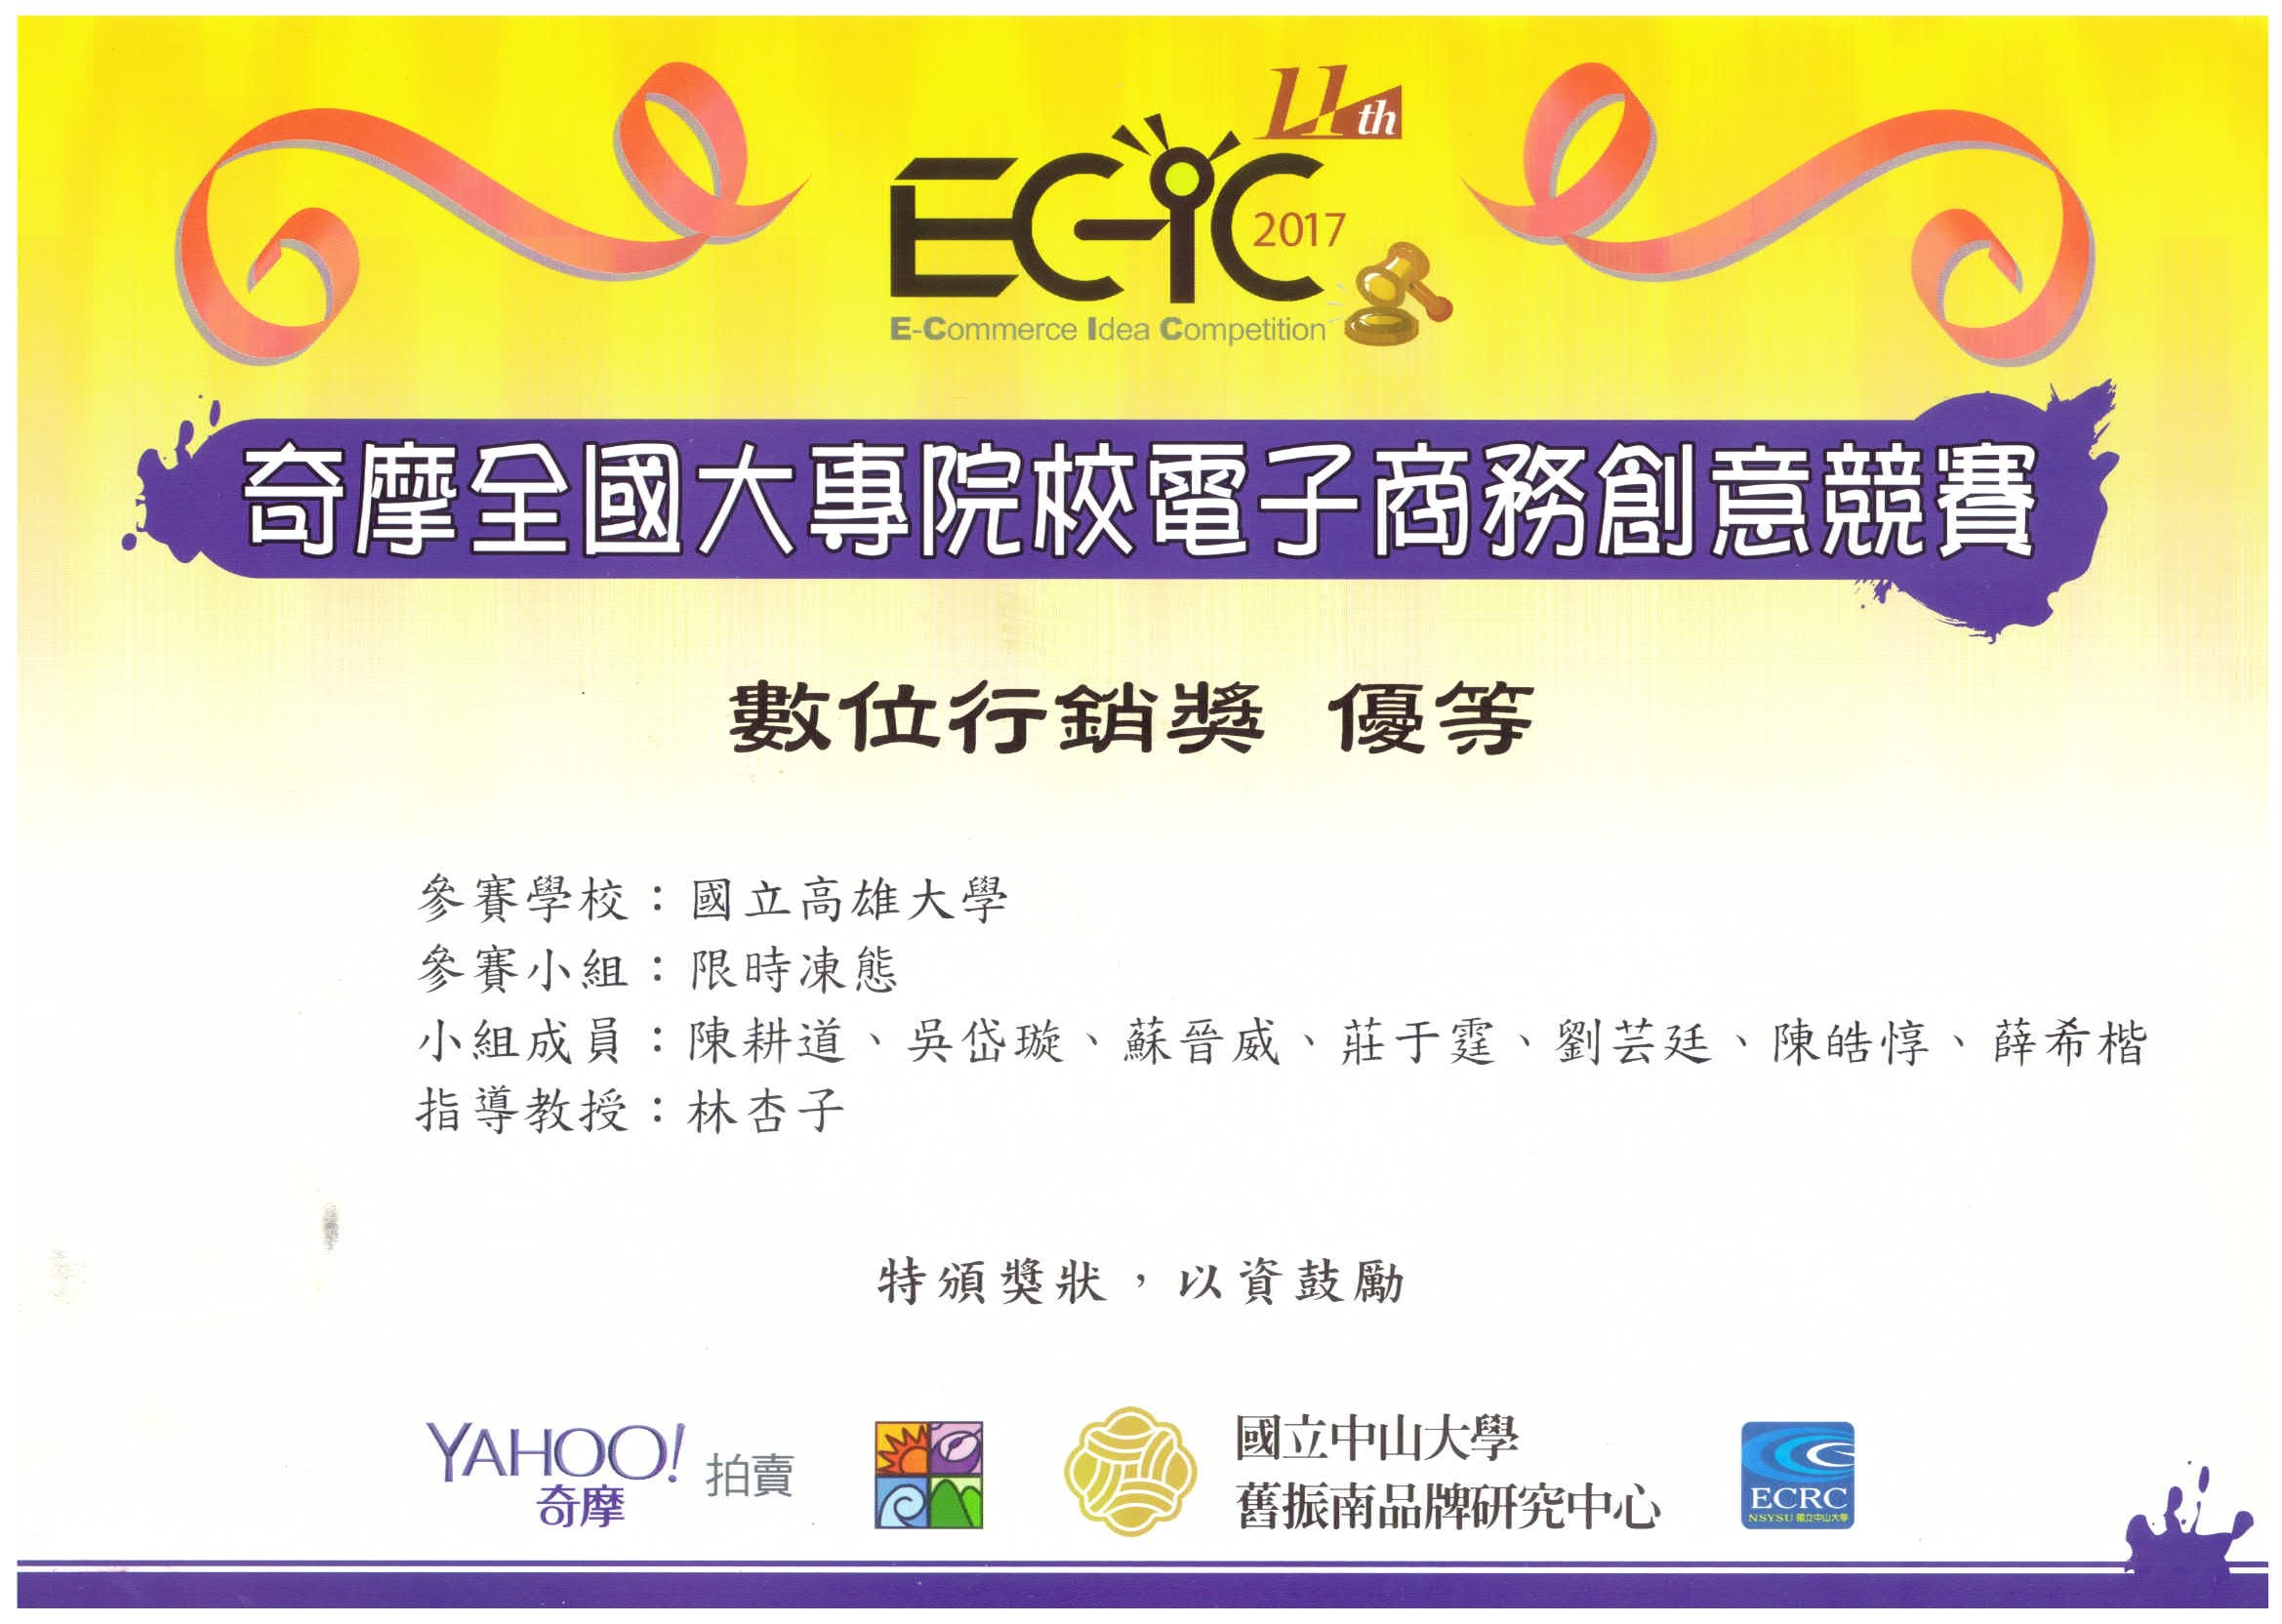 11th
ECIC
2017
E-Commerce Idea Competition
奇摩全國大專院校電子商務創意競賽
數位行銷獎 優等
參賽學校：國立高雄大學
參賽小組：限時凍態
小組成員：陳耕道、吳岱璇、蘇晉威、莊于霆、劉芸廷、陳皓惇、薛希楷
指導教授：林杏子
特頒獎狀，以資鼓勵
YAHOO!
奇摩
拍賣
國立中山大學
舊振南品牌研究中心
ECRC
NSYSU 國立中山大學